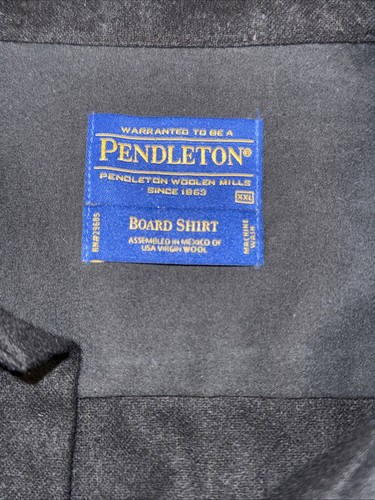 WARRANTED TO BE A
PENDLETON®
PENDLETON WOOLEN MILLS
SINCE 1863
XXL
RN#29685
BOARD SHIRT
ASSEMBLED IN MEXICO OF
USA VIRGIN WOOL
MACHINE
WASH